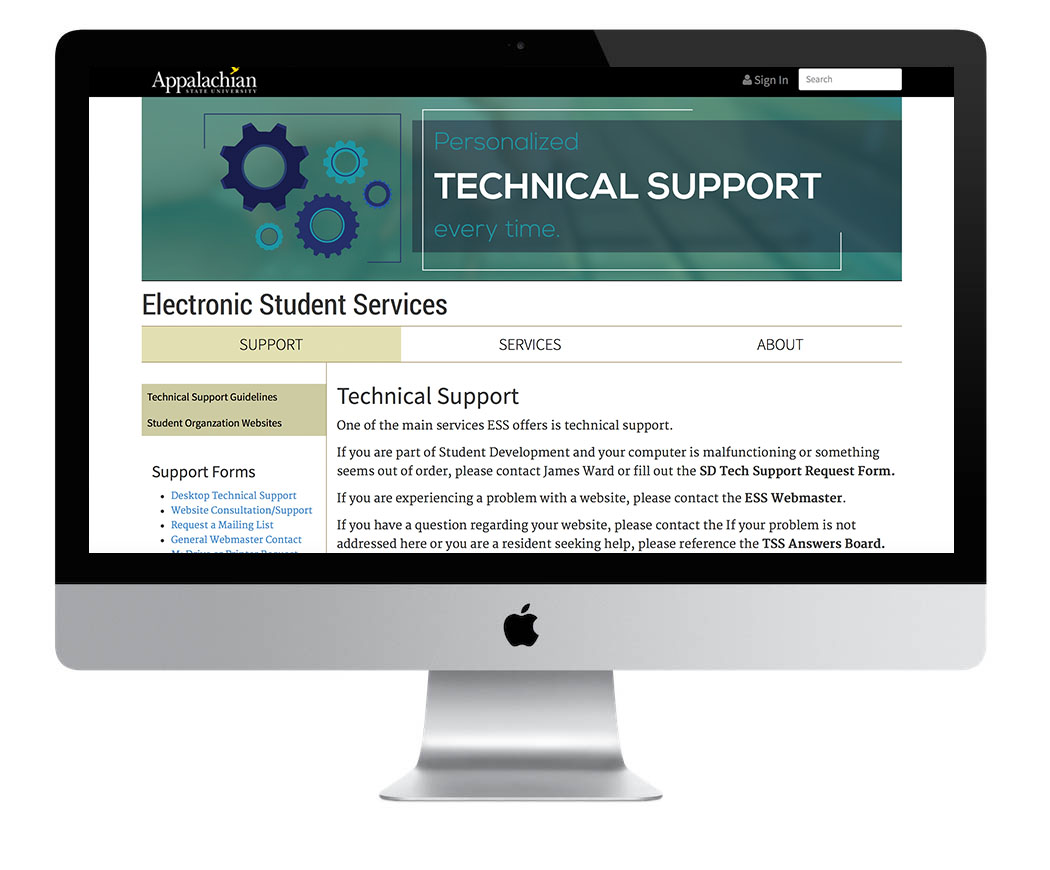 Appalachian
STATE UNIVERSITY
Sign In
Search
Personalized
TECHNICAL SUPPORT
every time.
Electronic Student Services
SUPPORT
SERVICES
ABOUT
Technical Support Guidelines
Student Organzation Websites
Support Forms
Desktop Technical Support
Website Consultation/Support
Request a Mailing List
General Webmaster Contact
Technical Support
One of the main services ESS offers is technical support.
If you are part of Student Development and your computer is malfunctioning or something
seems out of order, please contact James Ward or fill out the SD Tech Support Request Form.
If you are experiencing a problem with a website, please contact the ESS Webmaster.
If you have a question regarding your website, please contact the If your problem is not
addressed here or you are a resident seeking help, please reference the TSS Answers Board.